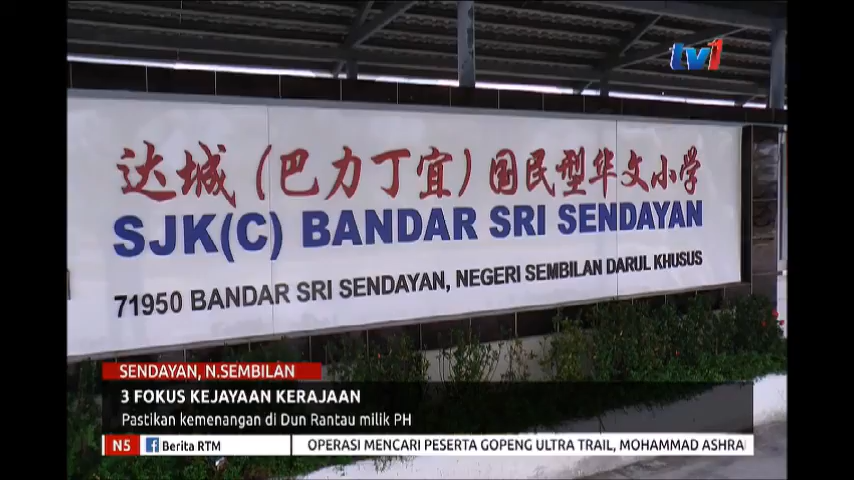 tv1
达城（巴力丁宜）国民型华文小学
SJK(C) BANDAR SRI SENDAYAN
71950 BANDAR SRI SENDAYAN, NEGERI SEMBILAN DARUL KHUSUS
SENDAYAN, N.SEMBILAN
3 FOKUS KEJAYAAN KERAJAAN
Pastikan kemenangan di Dun Rantau milik PH
N5 f Berita RTM OPERASI MENCARI PESERTA GOPENG ULTRA TRAIL, MOHAMMAD ASHRA